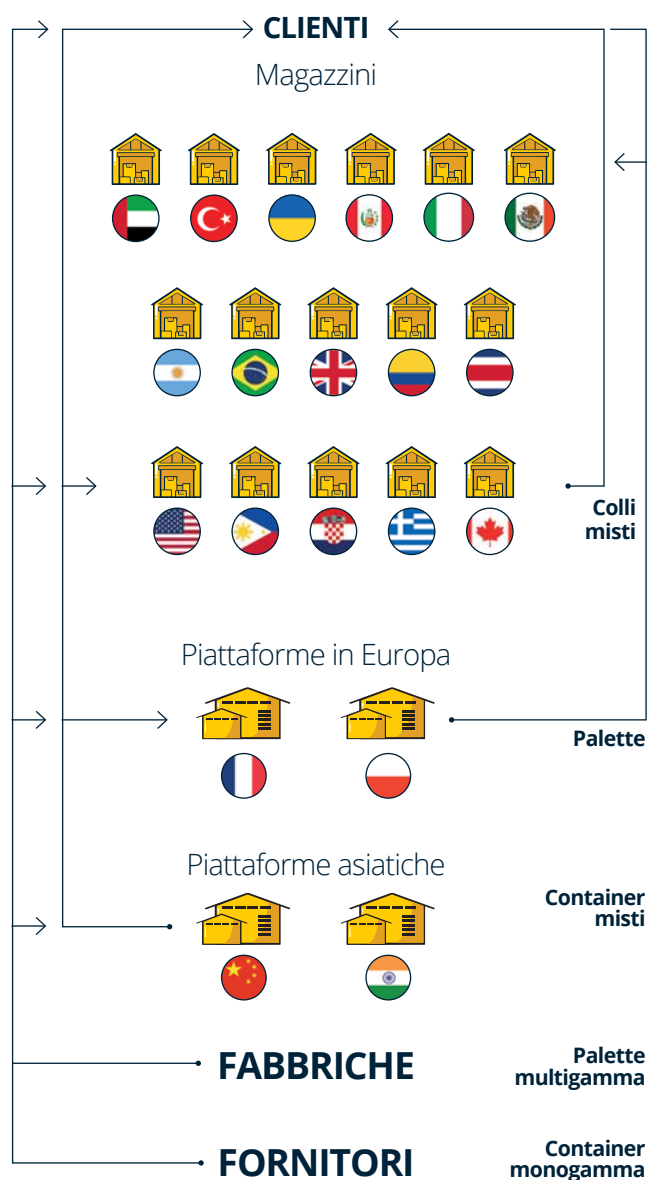 CLIENTI
Magazzini
Colli
misti
Piattaforme in Europa
Palette
Piattaforme asiatiche
Container
misti
FABBRICHE
Palette
multigamma
FORNITORI
Container
monogamma